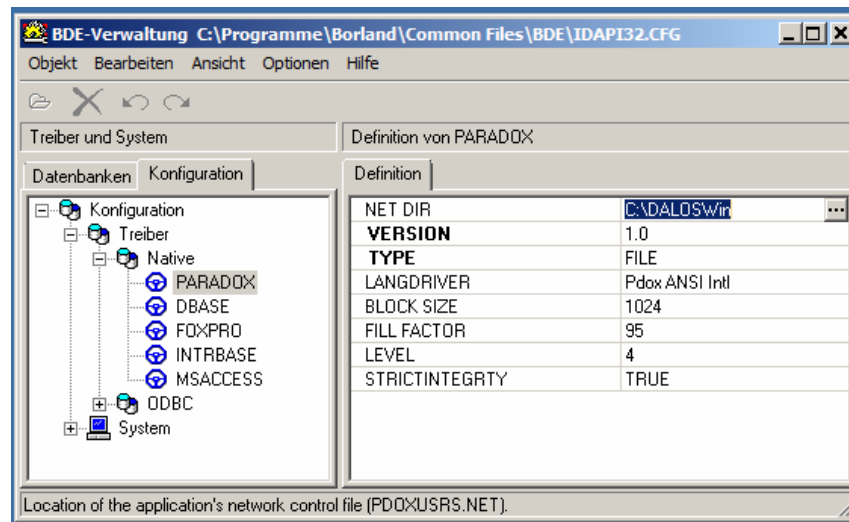 BDE-Verwaltung C:\Programme\Borland\Common Files\BDE\IDAPI32.CFG
Objekt Bearbeiten Ansicht Optionen Hilfe
Treiber und System
Definition von PARADOX
Datenbanken Konfiguration
Definition
Konfiguration
Treiber
Native
PARADOX
DBASE
FOXPRO
INTRBASE
MSACCESS
ODBC
System
NET DIR C:\DALOSWin ...
VERSION 1.0
TYPE FILE
LANGDRIVER Pdox ANSI Intl
BLOCK SIZE 1024
FILL FACTOR 95
LEVEL 4
STRICTINTEGRTY TRUE
Location of the application's network control file (PDOXUSRS.NET).